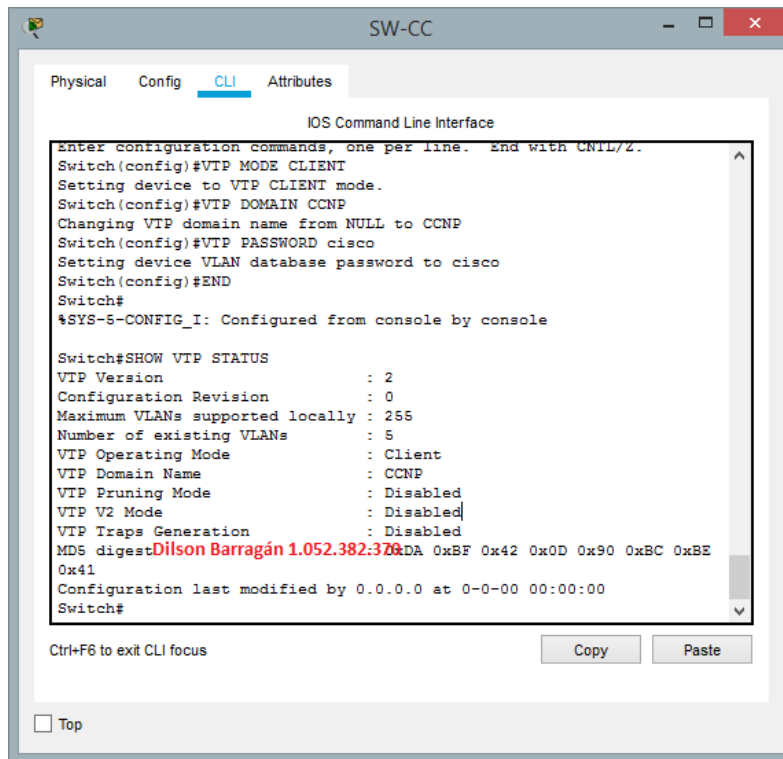 SW-CC
Physical Config CLI Attributes
IOS Command Line Interface
Enter configuration commands, one per line. End with CNTL/Z.
Switch(config)#VTP MODE CLIENT
Setting device to VTP CLIENT mode.
Switch(config)#VTP DOMAIN CCNP
Changing VTP domain name from NULL to CCNP
Switch(config)#VTP PASSWORD cisco
Setting device VLAN database password to cisco
Switch(config)#END
Switch#
%SYS-5-CONFIG_I: Configured from console by console
Switch#SHOW VTP STATUS
VTP Version : 2
Configuration Revision : 0
Maximum VLANs supported locally : 255
Number of existing VLANs : 5
VTP Operating Mode : Client
VTP Domain Name : CCNP
VTP Pruning Mode : Disabled
VTP V2 Mode : Disabled
VTP Traps Generation : Disabled
MD5 digest Dilson Barragán 1.052.382.370 0xDA 0xBF 0x42 0x0D 0x90 0xBC 0xBE
0x41
Configuration last modified by 0.0.0.0 at 0-0-00 00:00:00
Switch#
Ctrl+F6 to exit CLI focus Copy Paste
Top